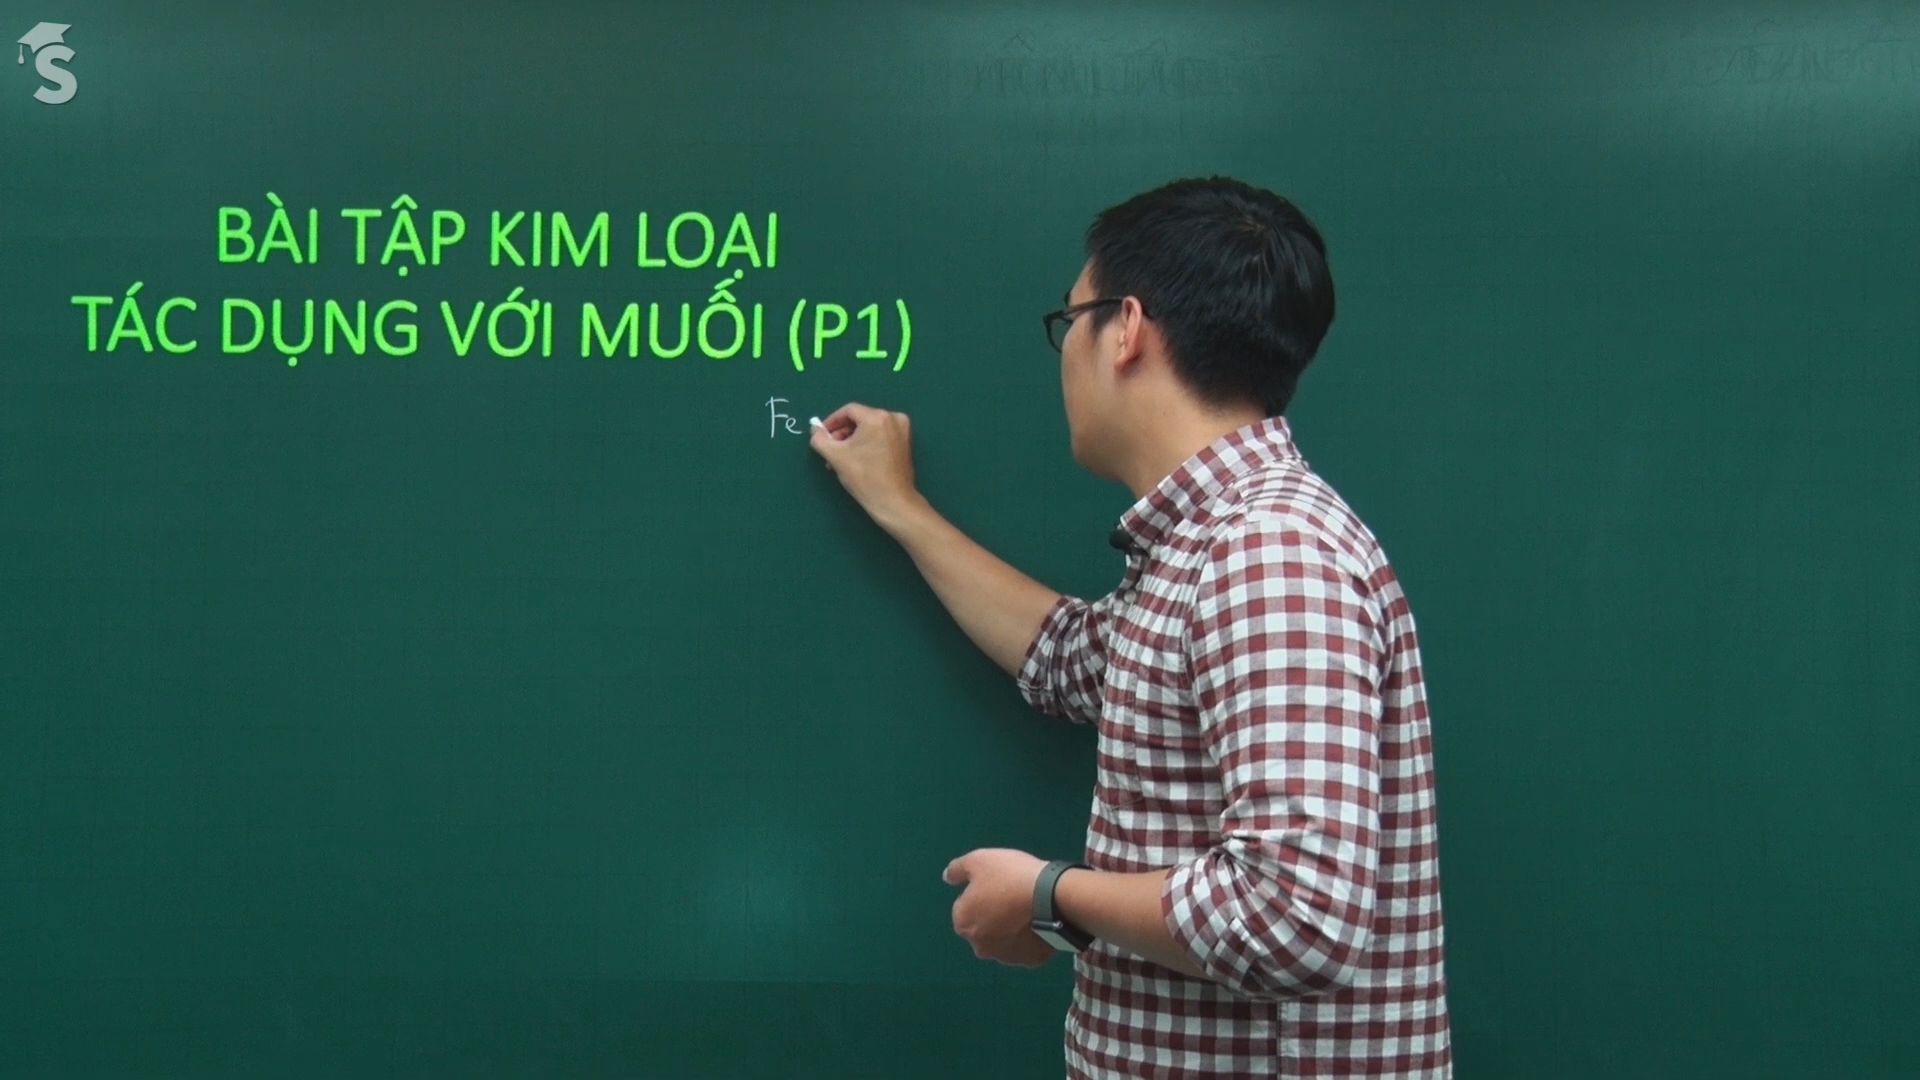 S
BÀI TẬP KIM LOẠI
TÁC DỤNG VỚI MUỐI (P1)
Fe